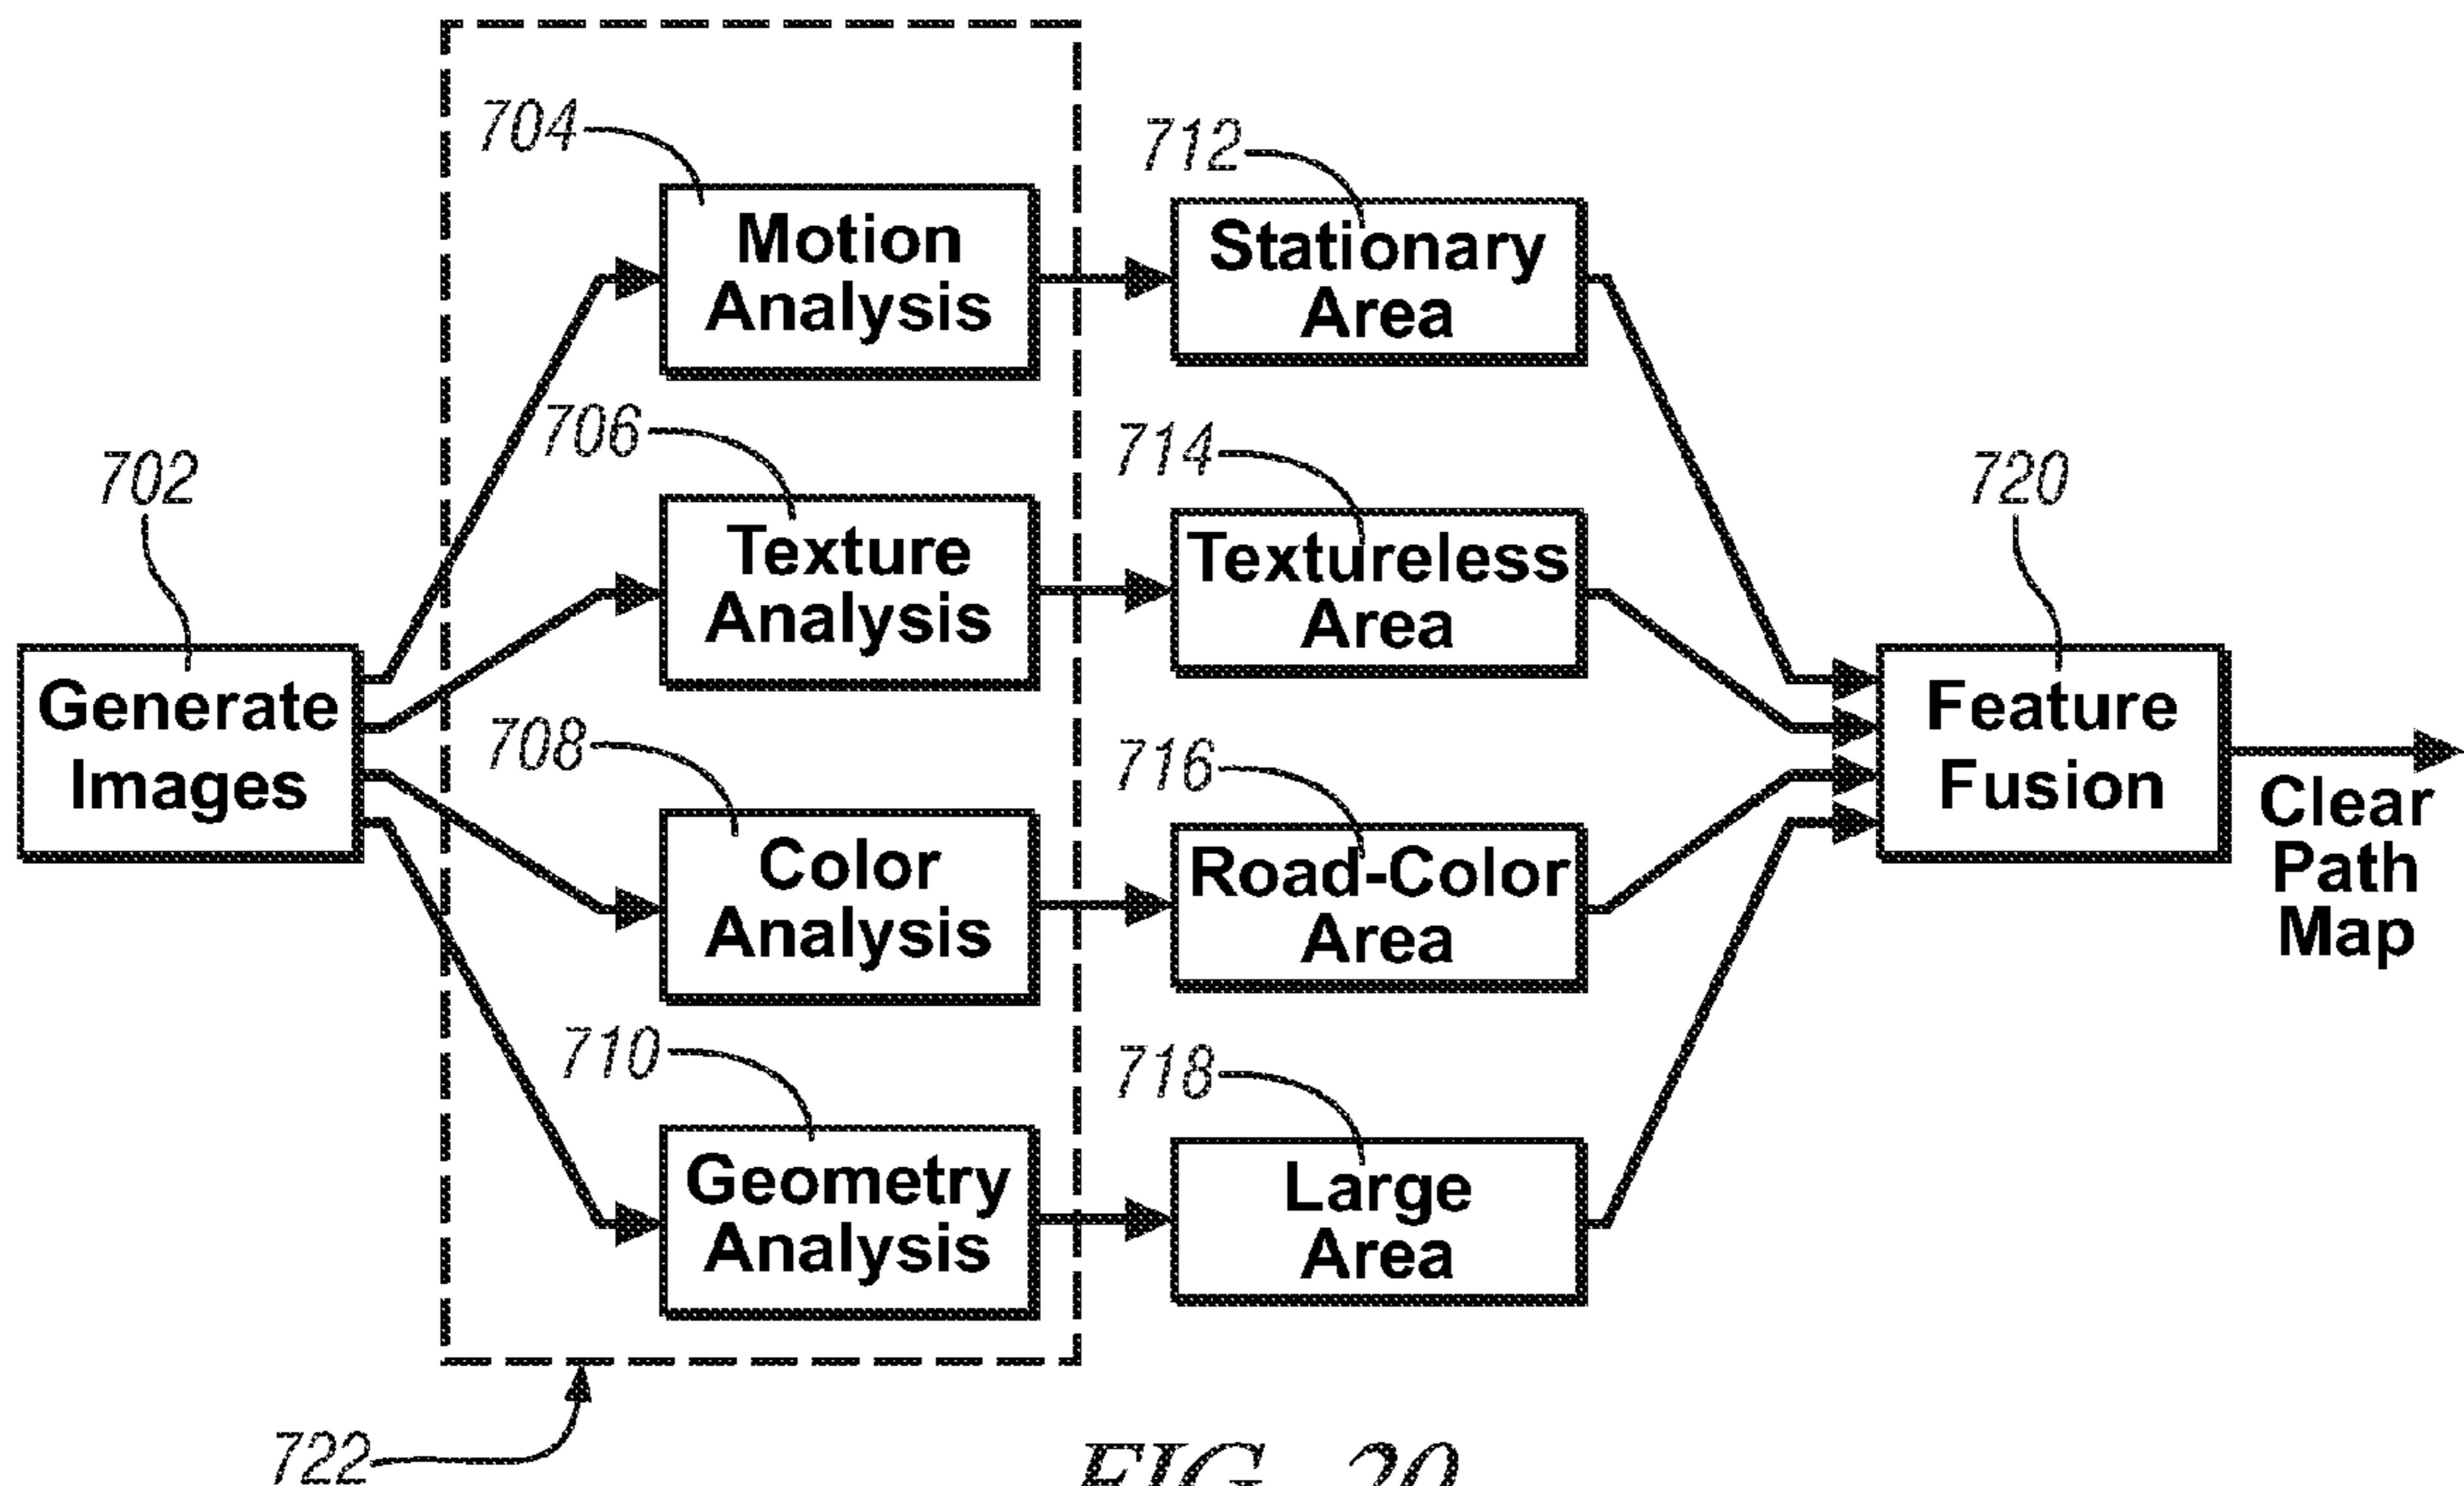 704
Motion
Analysis
712
Stationary
Area
706
Texture
Analysis
714
Textureless
Area
702
Generate
Images
708
Color
Analysis
716
Road-Color
Area
720
Feature
Fusion
Clear
Path
Map
710
Geometry
Analysis
718
Large
Area
722
FIG. 20